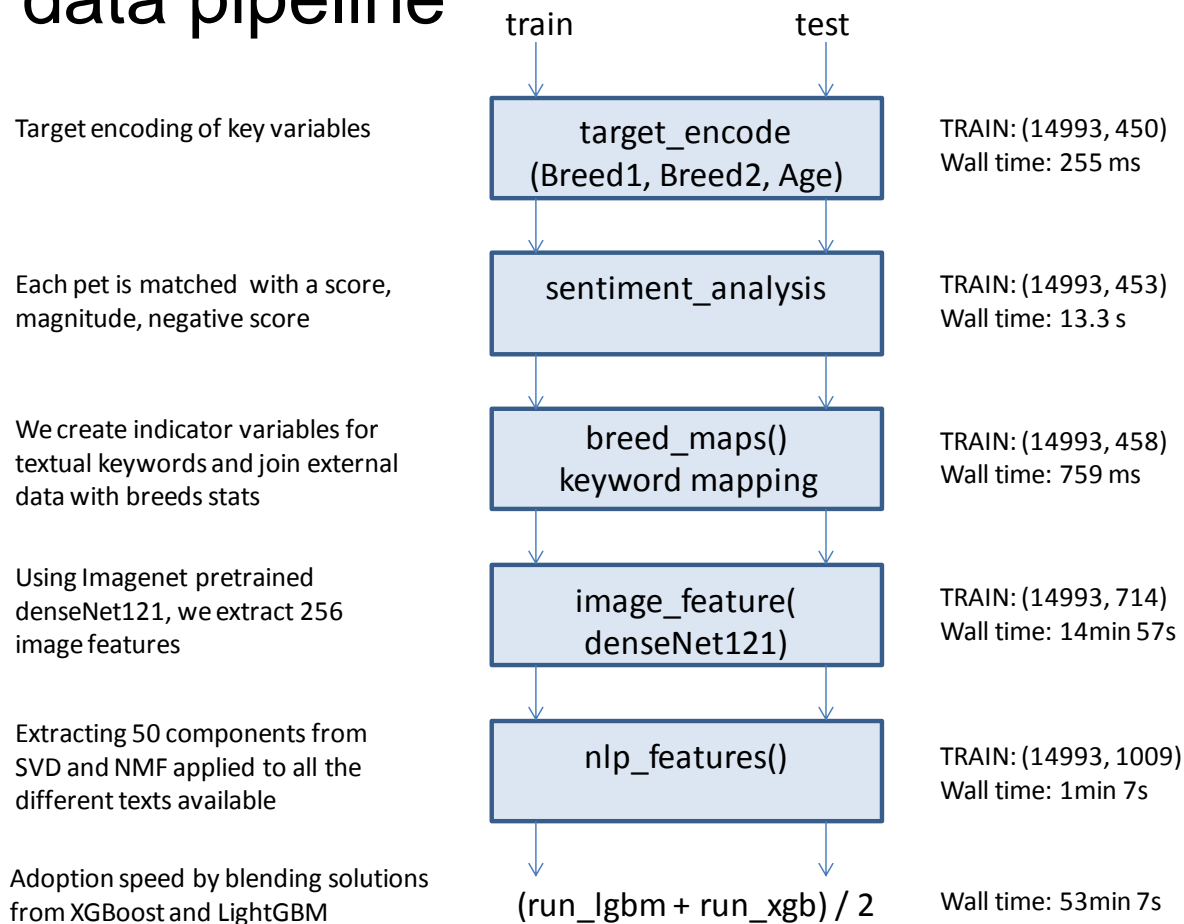 data pipeline
train test
Target encoding of key variables
target_encode
(Breed1, Breed2, Age)
TRAIN: (14993, 450)
Wall time: 255 ms
Each pet is matched with a score,
magnitude, negative score
sentiment_analysis
TRAIN: (14993, 453)
Wall time: 13.3 s
We create indicator variables for
textual keywords and join external
data with breeds stats
breed_maps()
keyword mapping
TRAIN: (14993, 458)
Wall time: 759 ms
Using Imagenet pretrained
denseNet121, we extract 256
image features
image_feature(
denseNet121)
TRAIN: (14993, 714)
Wall time: 14min 57s
Extracting 50 components from
SVD and NMF applied to all the
different texts available
nlp_features()
TRAIN: (14993, 1009)
Wall time: 1min 7s
Adoption speed by blending solutions
from XGBoost and LightGBM
(run_lgbm + run_xgb) / 2
Wall time: 53min 7s